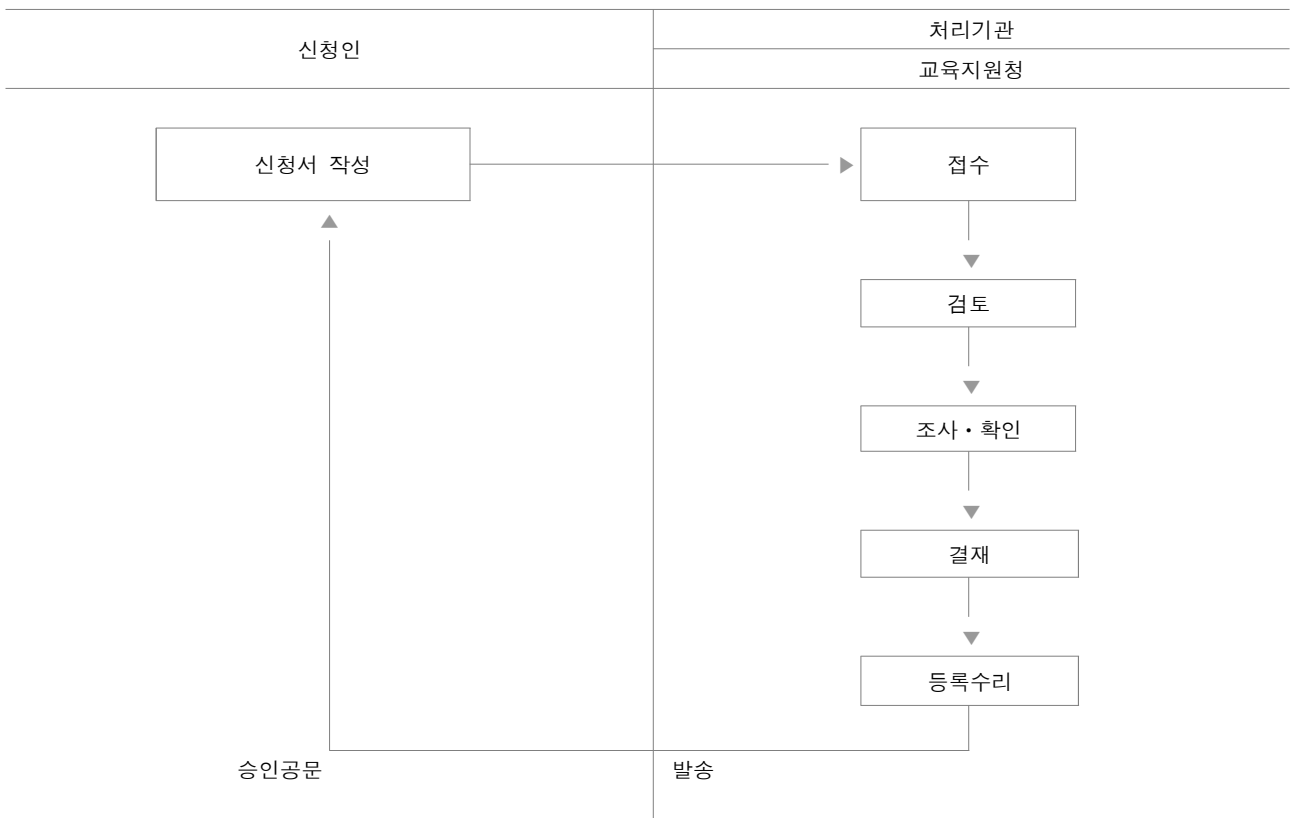 신청인
처리기관
교육지원청
신청서 작성
접수
검토
조사・확인
결재
등록수리
승인공문
발송